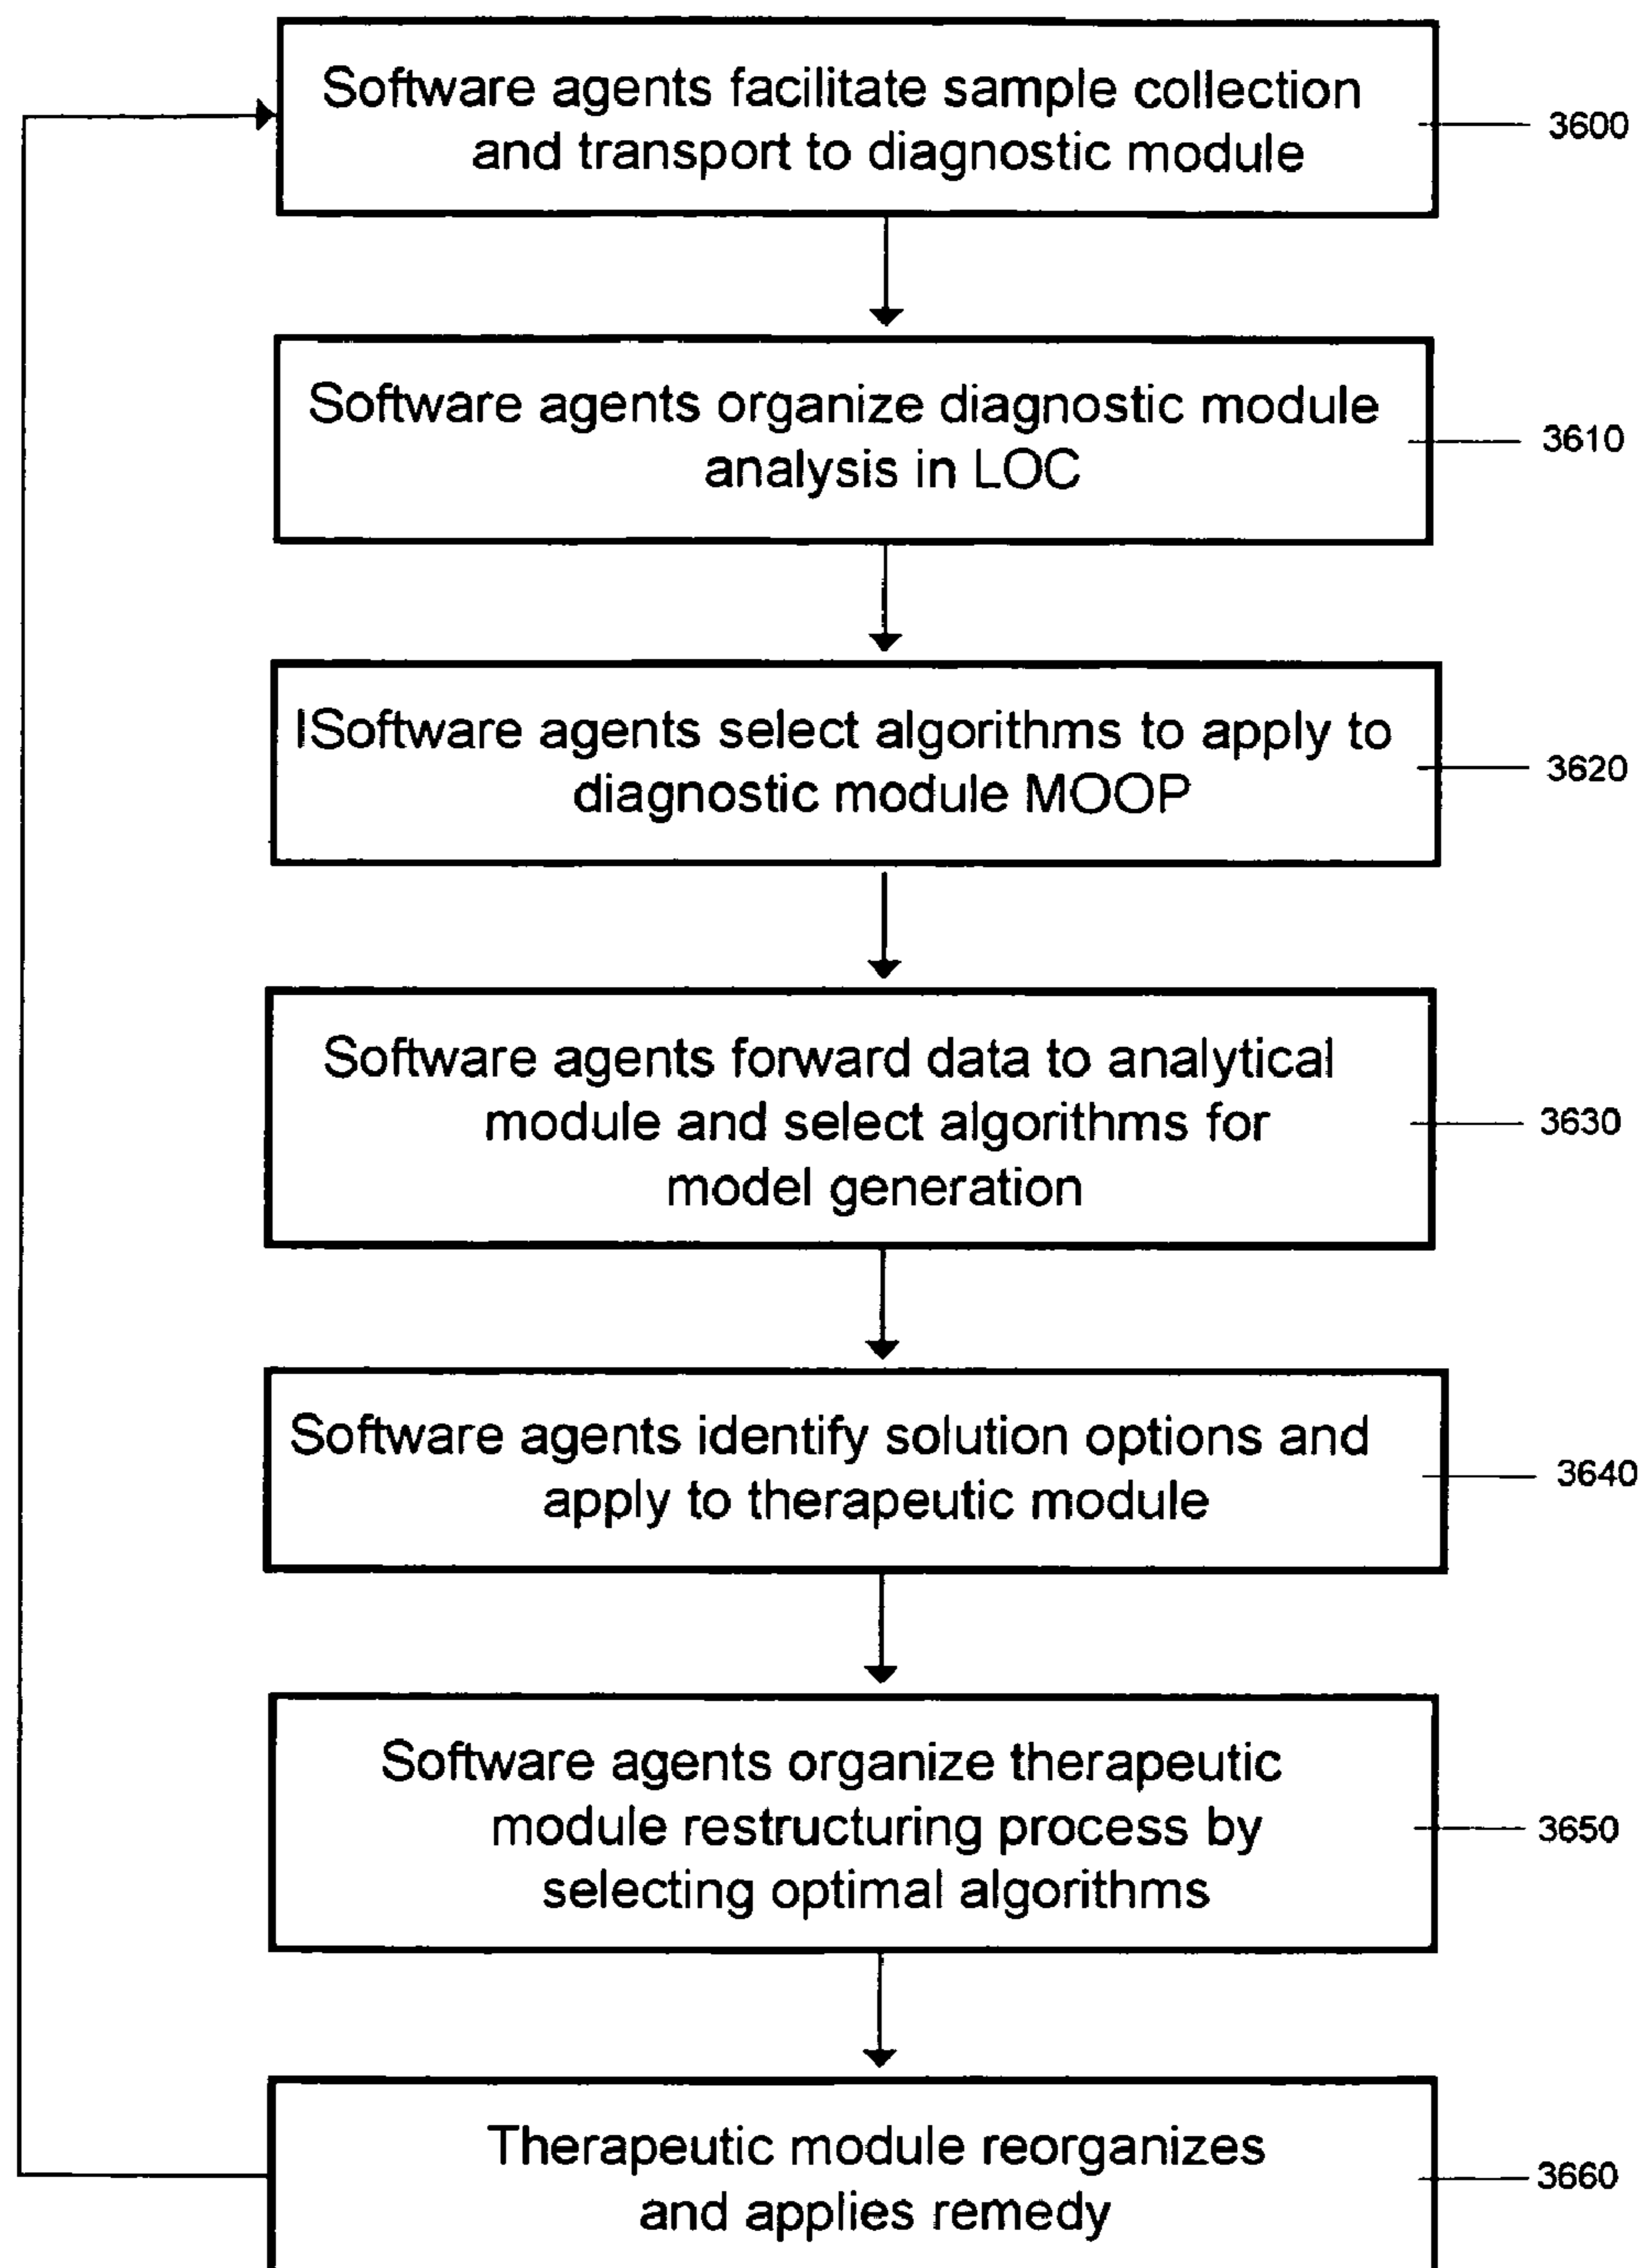 Software agents facilitate sample collection
and transport to diagnostic module
3600
Software agents organize diagnostic module
analysis in LOC
3610
ISoftware agents select algorithms to apply to
diagnostic module MOOP
3620
Software agents forward data to analytical
module and select algorithms for
model generation
3630
Software agents identify solution options and
apply to therapeutic module
3640
Software agents organize therapeutic
module restructuring process by
selecting optimal algorithms
3650
Therapeutic module reorganizes
and applies remedy
3660